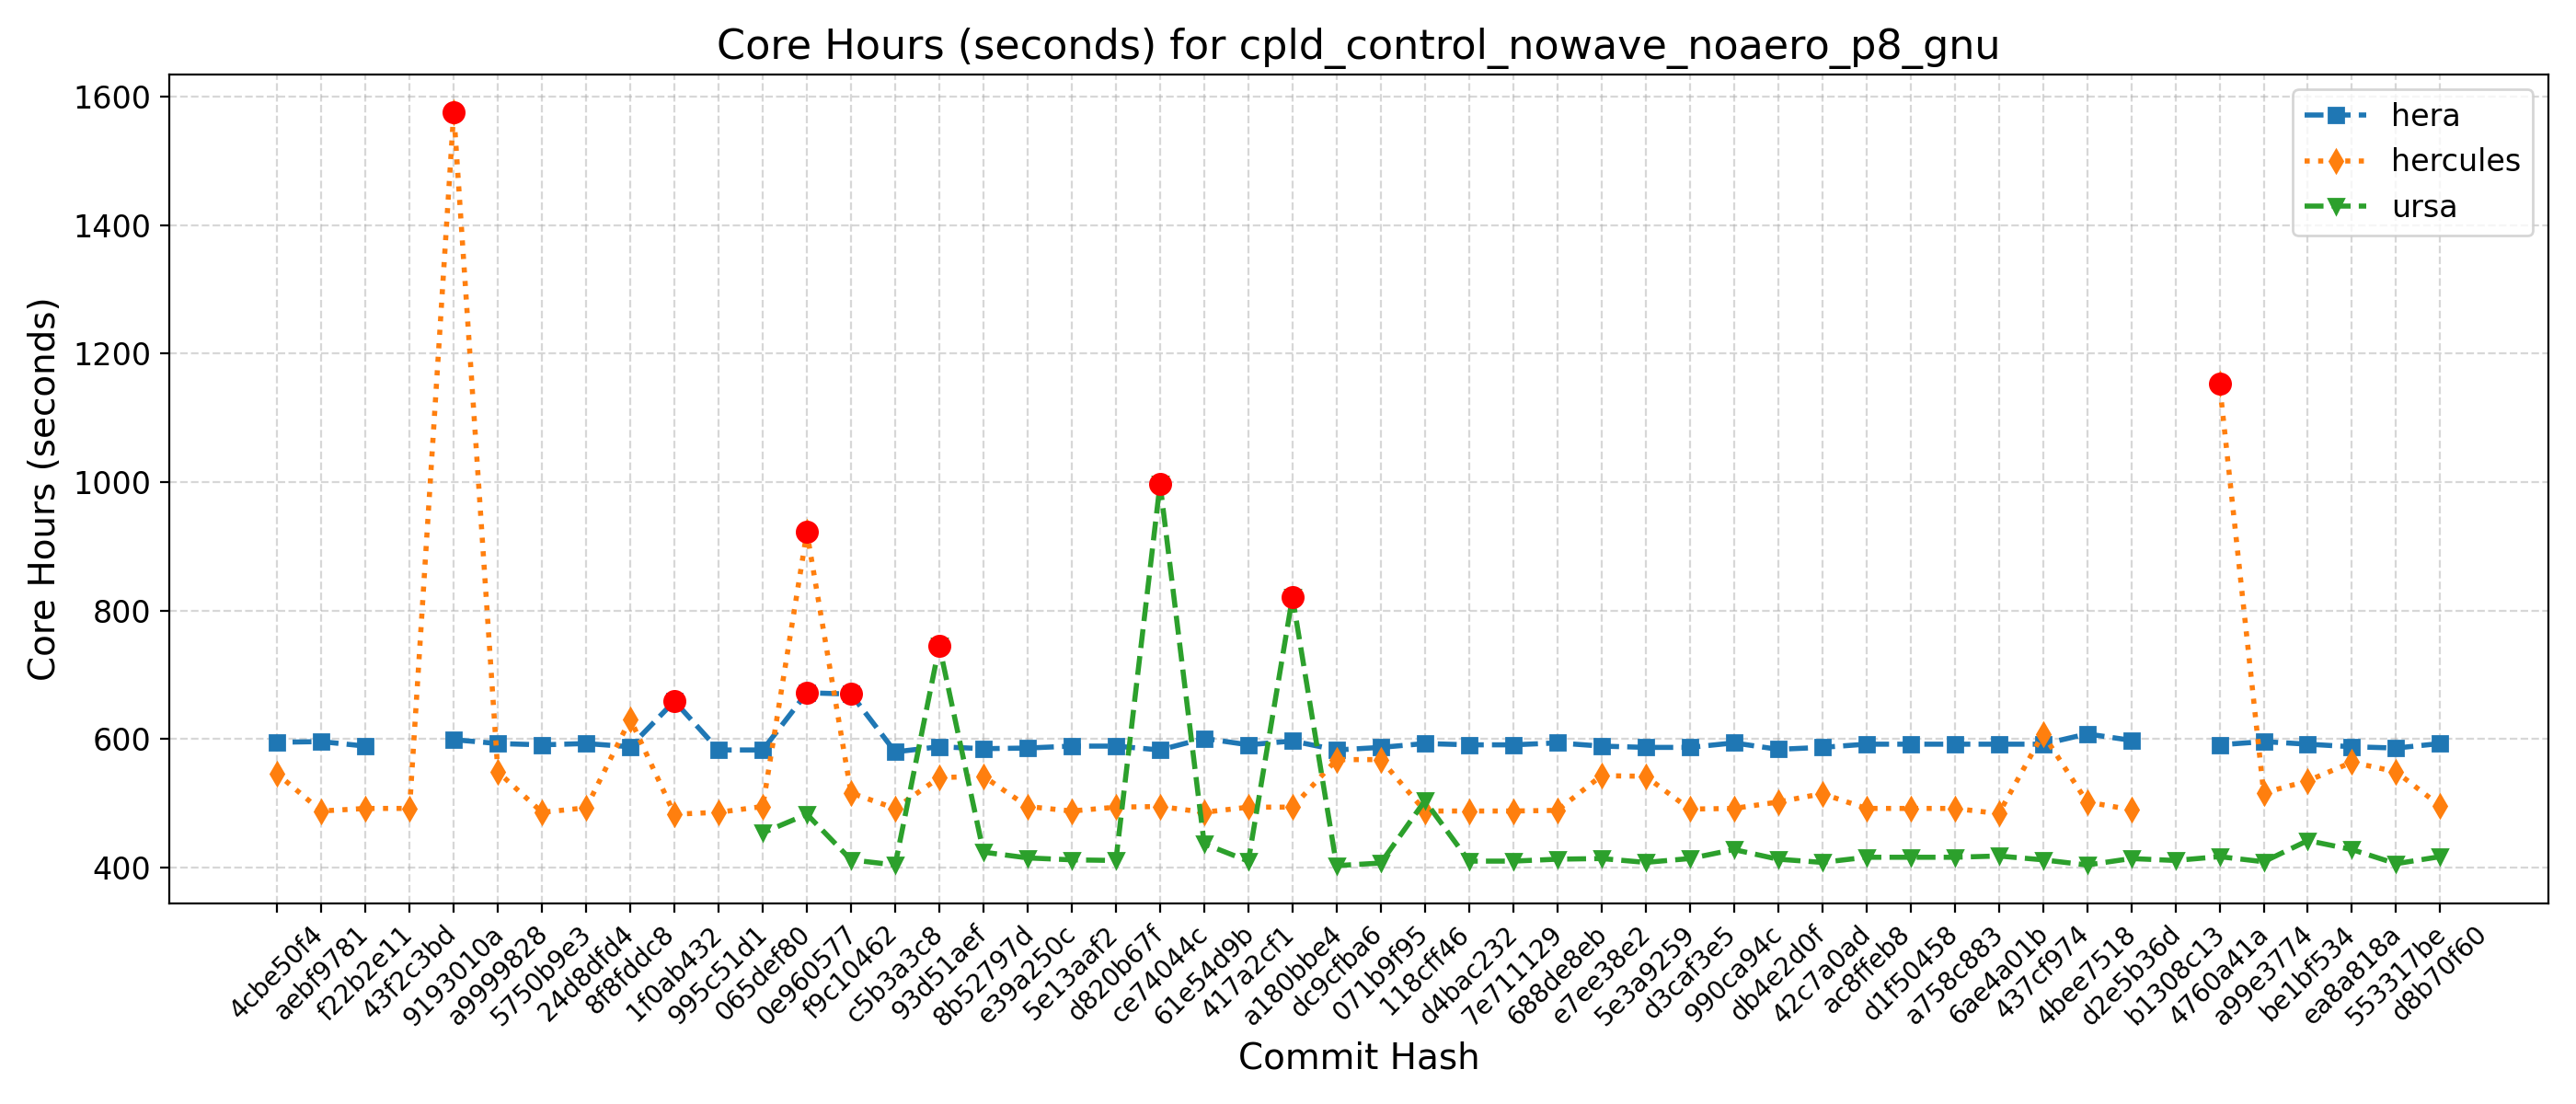 Core Hours (seconds) for cpld_control_nowave_noaero_p8_gnu
Core Hours (seconds)
1600
1400
1200
1000
800
600
400
hera
hercules
ursa
4cbe50f4
aebf9781
f22b2e11
43f2c3bd
9193010a
a9999828
5750b9e3
24d8dfd4
8f8fddc8
1f0ab432
995c51d1
065def80
0e960577
f9c10462
c5b3a3c8
93d51aef
8b52797d
e39a250c
5e13aaf2
d820b67f
ce74044c
61e54d9b
417a2cf1
a180bbe4
dc9cfba6
071b9f95
118cff46
d4bac232
7e711129
688de8eb
e7ee38e2
5e3a9259
d3caf3e5
990ca94c
db4e2d0f
42c7a0ad
ac8ffeb8
d1f50458
a758c883
6ae4a01b
437cf974
4bee7518
d2e5b36d
b1308c13
4760a41a
a99e3774
be1bf534
ea8a818a
553317be
d8b70f60
Commit Hash